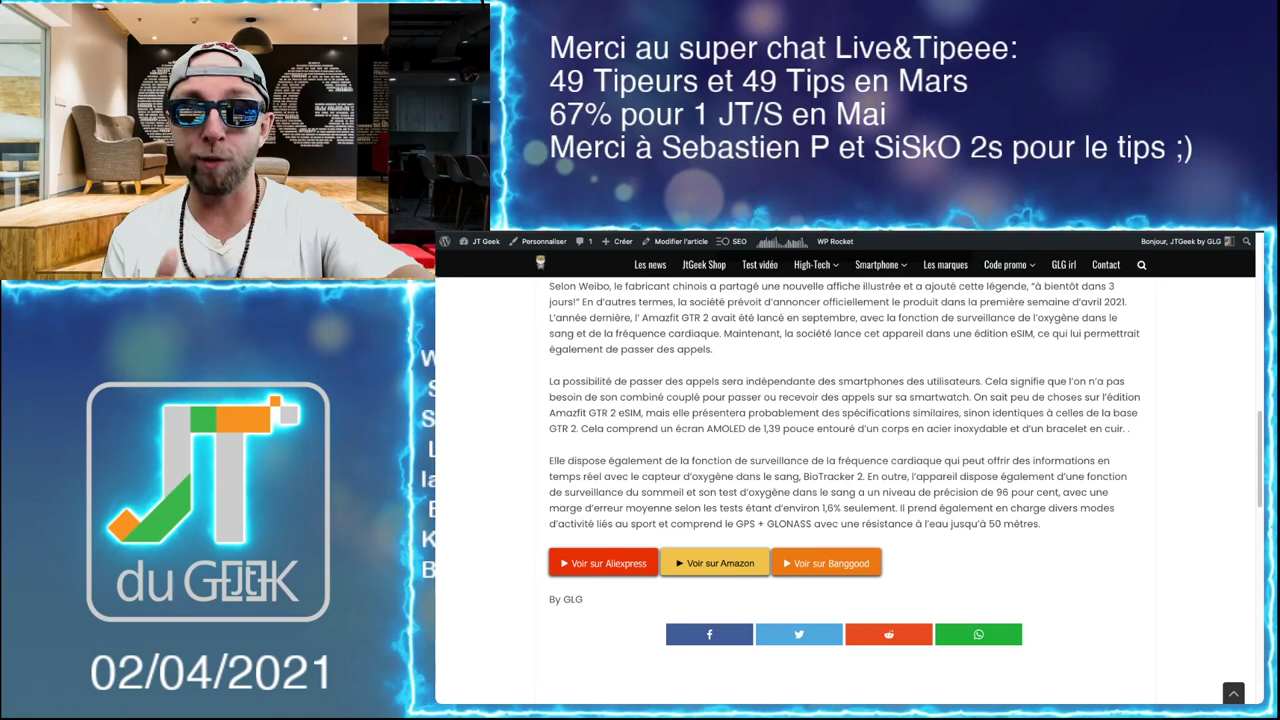 Merci au super chat Live&Tipeee:
49 Tipeurs et 49 Tips en Mars
67% pour 1 JT/S en Mai
Merci à Sebastien P et SiSkO 2s pour le tips ;)
JT Geek Personnaliser 1 Créer Modifier l'article SEO WP Rocket Bonjour, JTGeek by GLG
Les news JtGeek Shop Test vidéo High-Tech Smartphone Les marques Code promo GLG irl Contact
Selon Weibo, le fabricant chinois a partagé une nouvelle affiche illustrée et a ajouté cette légende, "à bientôt dans 3
jours!" En d'autres termes, la société prévoit d'annoncer officiellement le produit dans la première semaine d'avril 2021.
L'année dernière, l' Amazfit GTR 2 avait été lancé en septembre, avec la fonction de surveillance de l'oxygène dans le
sang et de la fréquence cardiaque. Maintenant, la société lance cet appareil dans une édition eSIM, ce qui lui permettrait
également de passer des appels.
La possibilité de passer des appels sera indépendante des smartphones des utilisateurs. Cela signifie que l'on n'a pas
besoin de son combiné couplé pour passer ou recevoir des appels sur sa smartwatch. On sait peu de choses sur l'édition
Amazfit GTR 2 eSIM, mais elle présentera probablement des spécifications similaires, sinon identiques à celles de la base
GTR 2. Cela comprend un écran AMOLED de 1,39 pouce entouré d'un corps en acier inoxydable et d'un bracelet en cuir. .
Elle dispose également de la fonction de surveillance de la fréquence cardiaque qui peut offrir des informations en
temps réel avec le capteur d'oxygène dans le sang, BioTracker 2. En outre, l'appareil dispose également d'une fonction
de surveillance du sommeil et son test d'oxygène dans le sang a un niveau de précision de 96 pour cent, avec une
marge d'erreur moyenne selon les tests étant d'environ 1,6% seulement. Il prend également en charge divers modes
d'activité liés au sport et comprend le GPS + GLONASS avec une résistance à l'eau jusqu'à 50 mètres.
Voir sur Aliexpress Voir sur Amazon Voir sur Banggood
By GLG
JT
du GEEK
02/04/2021